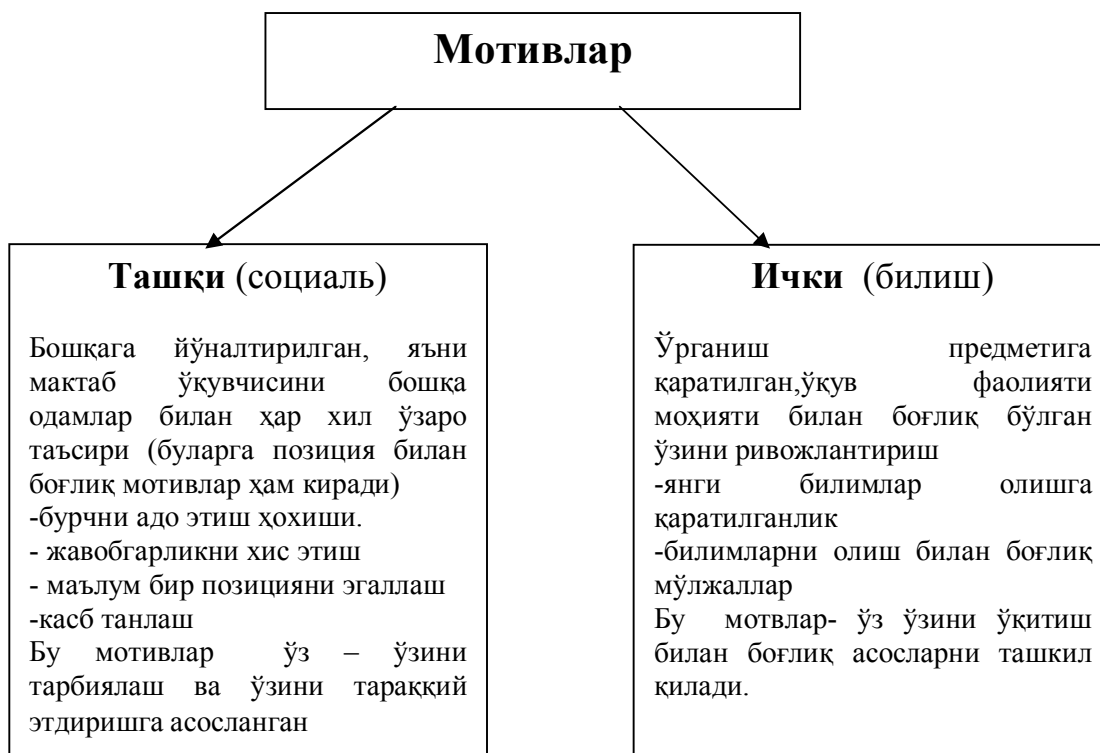 Мотивлар
Ташқи (социаль)
Бошқага йўналтирилган, яъни
мактаб ўқувчисини бошқа
одамлар билан ҳар хил ўзаро
таъсири (буларга позиция билан
боғлиқ мотивлар ҳам киради)
-бурчни адо этиш ҳохиши.
- жавобгарликни хис этиш
- маълум бир позицияни эгаллаш
-касб танлаш
Бу мотивлар ўз – ўзини
тарбиялаш ва ўзини тараққий
этдиришга асосланган
Ички (билиш)
Ўрганиш предметига
қаратилган,ўқув фаолияти
моҳияти билан боғлиқ бўлган
ўзини ривожлантириш
-янги билимлар олишга
қаратилганлик
-билимларни олиш билан боғлиқ
мўлжаллар
Бу мотвлар- ўз ўзини ўқитиш
билан боғлиқ асосларни ташкил
қилади.